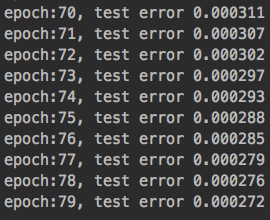 epoch:70, test error 0.000311
epoch:71, test error 0.000307
epoch:72, test error 0.000302
epoch:73, test error 0.000297
epoch:74, test error 0.000293
epoch:75, test error 0.000288
epoch:76, test error 0.000285
epoch:77, test error 0.000279
epoch:78, test error 0.000276
epoch:79, test error 0.000272